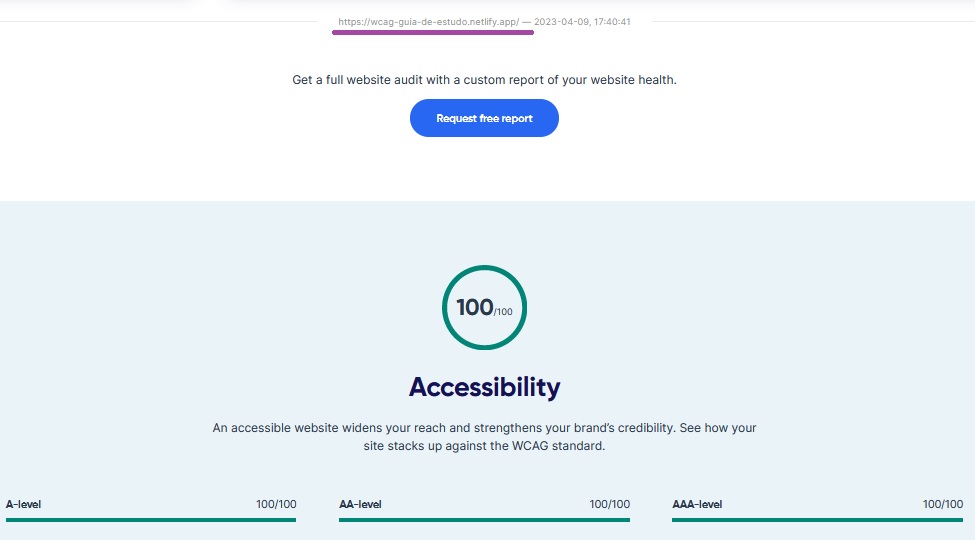 https://wcag-guia-de-estudo.netlify.app/ — 2023-04-09, 17:40:41
Get a full website audit with a custom report of your website health.
Request free report
100/100
Accessibility
An accessible website widens your reach and strengthens your brand’s credibility. See how your
site stacks up against the WCAG standard.
A-level 100/100
AA-level 100/100
AAA-level 100/100